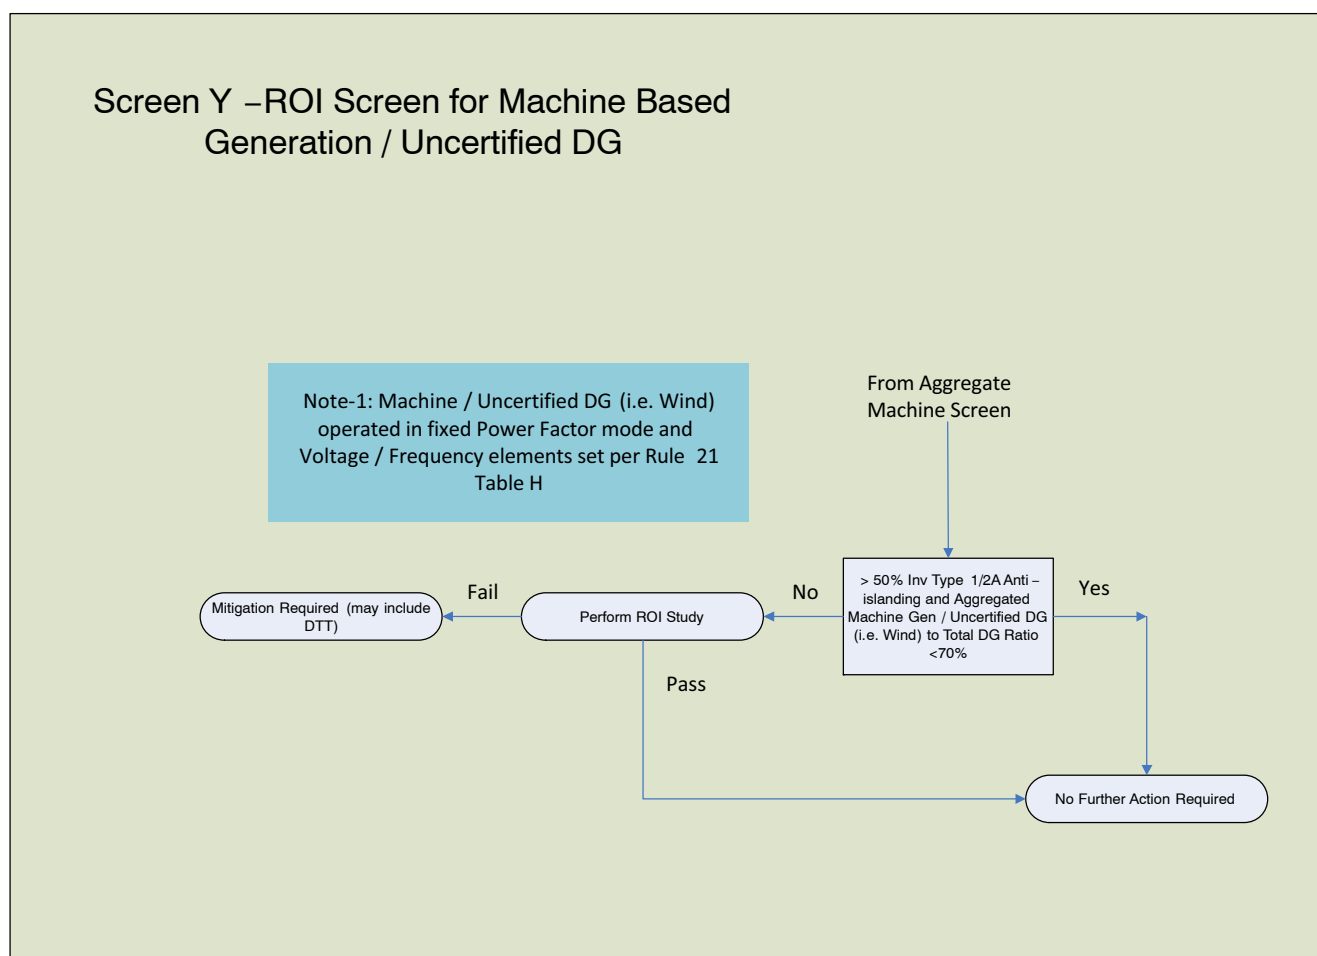 Screen Y –ROI Screen for Machine Based
Generation / Uncertified DG
Note-1: Machine / Uncertified DG (i.e. Wind)
operated in fixed Power Factor mode and
Voltage / Frequency elements set per Rule 21
Table H
From Aggregate
Machine Screen
> 50% Inv Type 1/2A Anti –
islanding and Aggregated
Machine Gen / Uncertified DG
(i.e. Wind) to Total DG Ratio
<70%
Yes
No
Perform ROI Study
Fail
Mitigation Required (may include
DTT)
Pass
No Further Action Required